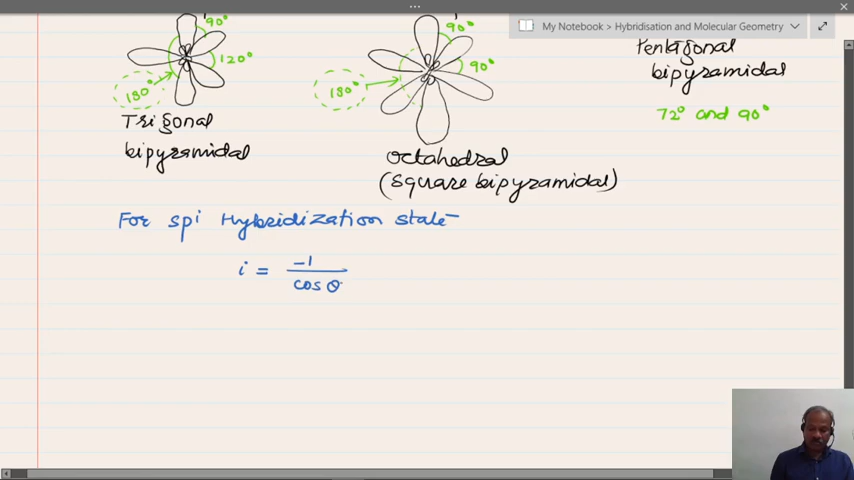 My Notebook > Hybridisation and Molecular Geometry
90°
120°
180°
Trigonal
bipyramidal
90°
90°
180°
octahedral
(square bipyramidal)
Pentagonal
bipyramidal
72° and 90°
For spi Hybridization state
i = -1
cos θ